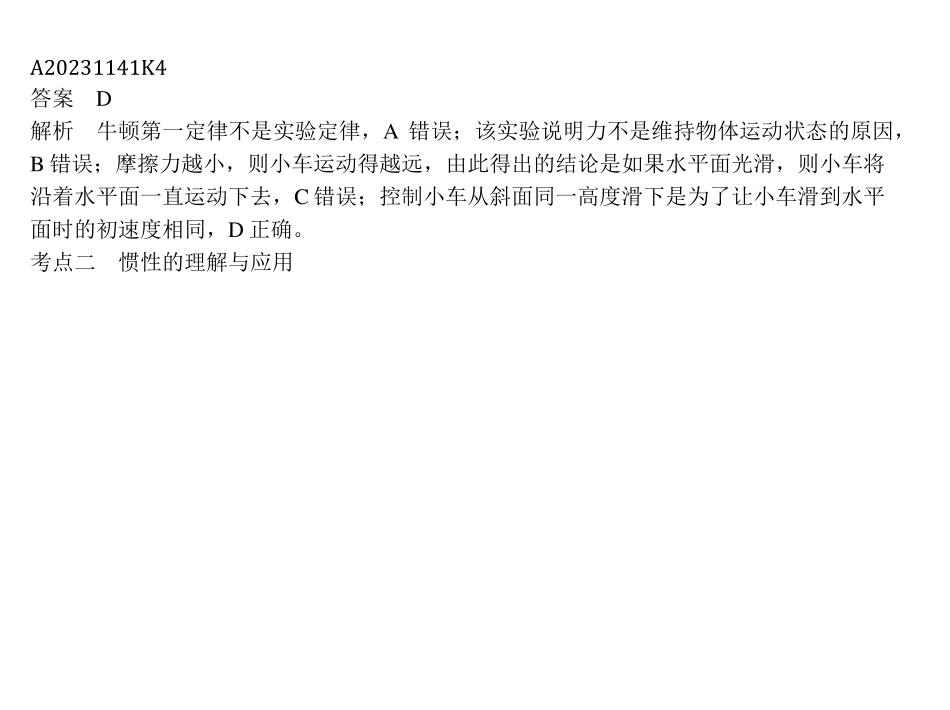 A20231141K4
答案　D
解析　牛顿第一定律不是实验定律，A 错误；该实验说明力不是维持物体运动状态的原因，
B 错误；摩擦力越小，则小车运动得越远，由此得出的结论是如果水平面光滑，则小车将
沿着水平面一直运动下去，C 错误；控制小车从斜面同一高度滑下是为了让小车滑到水平
面时的初速度相同，D 正确。
考点二　惯性的理解与应用